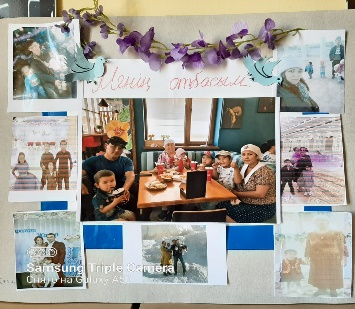 Менің отбасым.
Samsung Triple Camera
Снято на Galaxy A5